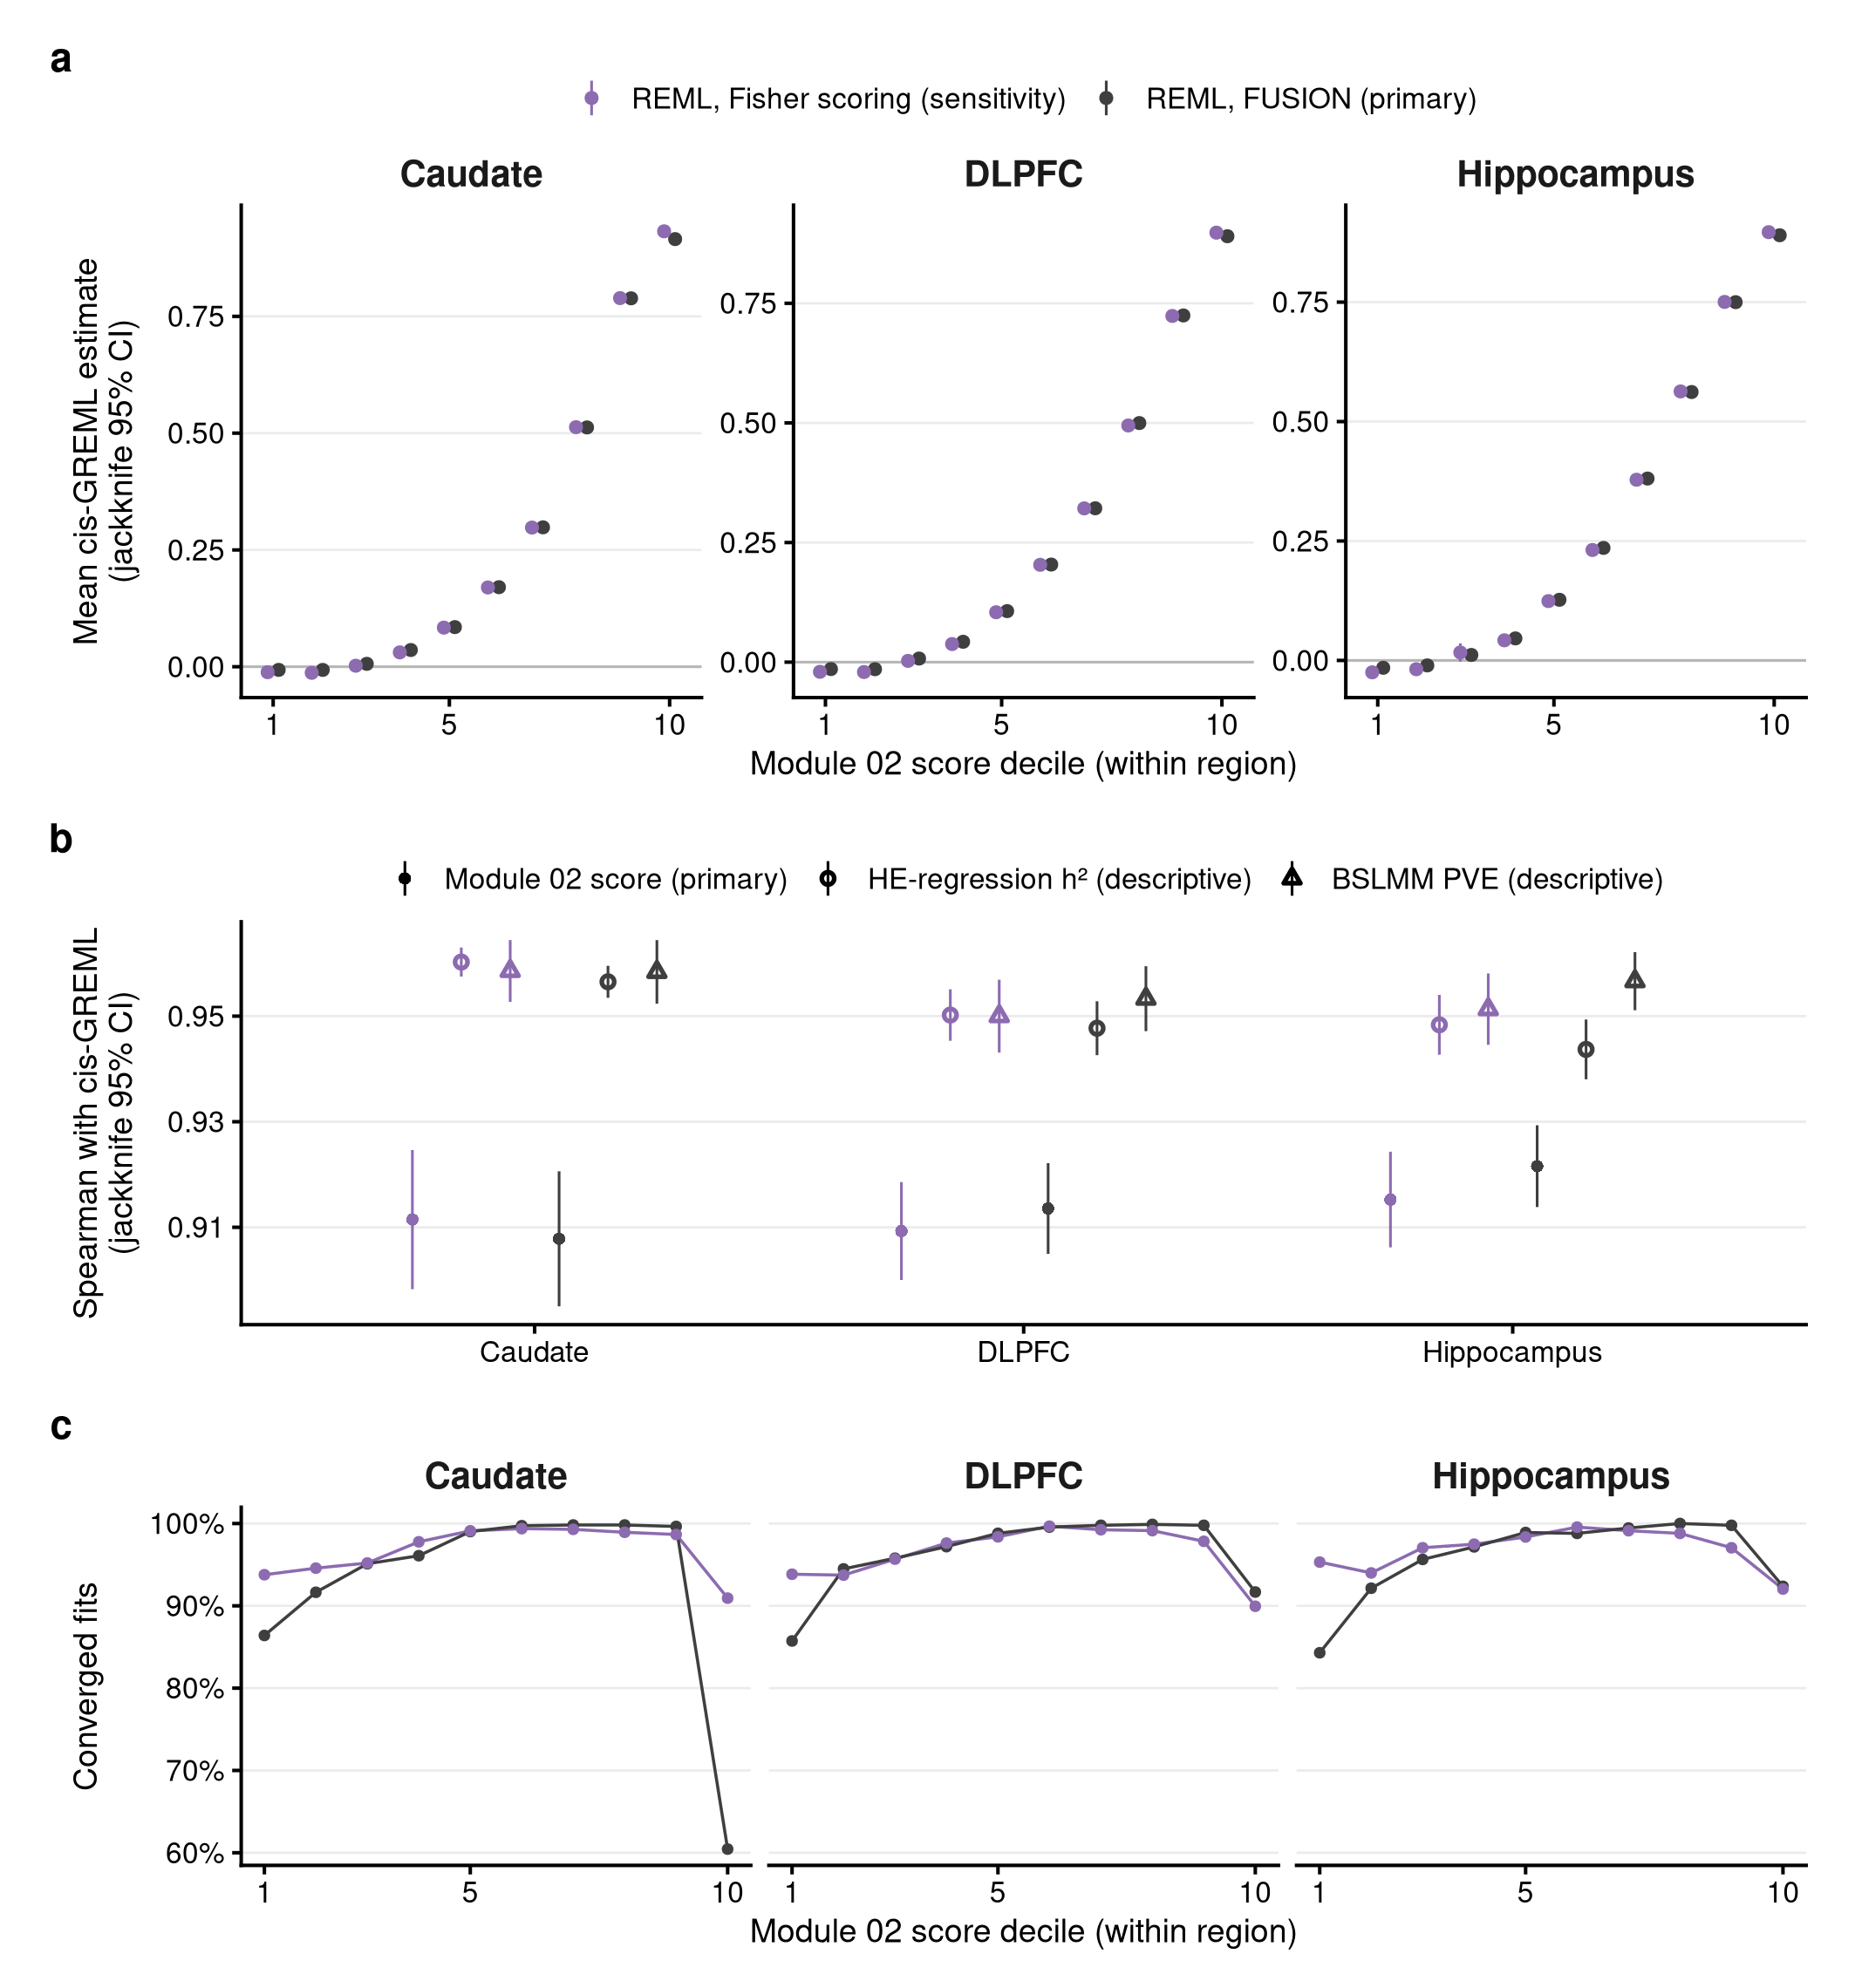 a
REML, Fisher scoring (sensitivity) REML, FUSION (primary)
Caudate DLPFC Hippocampus
Mean cis-GREML estimate
(jackknife 95% CI)
0.75
0.50
0.25
0.00
0.75
0.50
0.25
0.00
0.75
0.50
0.25
0.00
1 5 10 1 5 10 1 5 10
Module 02 score decile (within region)
b
Module 02 score (primary) HE-regression h² (descriptive) BSLMM PVE (descriptive)
Spearman with cis-GREML
(jackknife 95% CI)
0.95
0.93
0.91
Caudate DLPFC Hippocampus
c
Caudate DLPFC Hippocampus
Converged fits
100%
90%
80%
70%
60%
1 5 10 1 5 10 1 5 10
Module 02 score decile (within region)